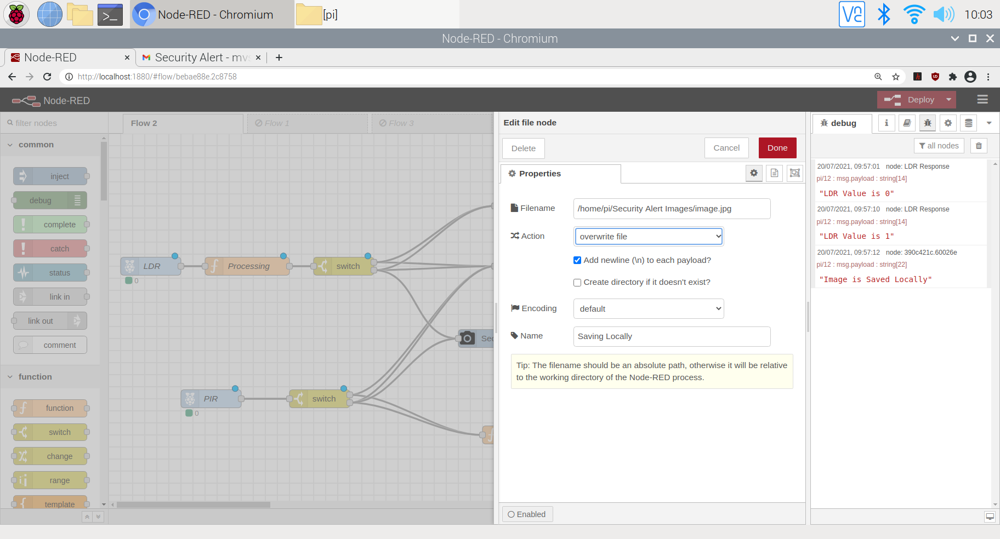 Node-RED - Chromium
[pi]
10:03
Node-RED - Chromium
Node-RED
Security Alert - mvs
http://localhost:1880/#flow/bebae88e.2c8758
Node-RED
Deploy
filter nodes
Flow 2
Flow 1
Flow 3
common
inject
debug
complete
catch
status
link in
link out
comment
function
function
switch
change
range
template
LDR
0
Processing
switch
PIR
0
switch
Sec
Edit file node
Delete
Cancel
Done
Properties
Filename
/home/pi/Security Alert Images/image.jpg
Action
overwrite file
Add newline (\n) to each payload?
Create directory if it doesn't exist?
Encoding
default
Name
Saving Locally
Tip: The filename should be an absolute path, otherwise it will be relative
to the working directory of the Node-RED process.
Enabled
debug
all nodes
20/07/2021, 09:57:01 node: LDR Response
pi/12 : msg.payload : string[14]
"LDR Value is 0"
20/07/2021, 09:57:10 node: LDR Response
pi/12 : msg.payload : string[14]
"LDR Value is 1"
20/07/2021, 09:57:12 node: 390c421c.60026e
pi/12 : msg.payload : string[22]
"Image is Saved Locally"